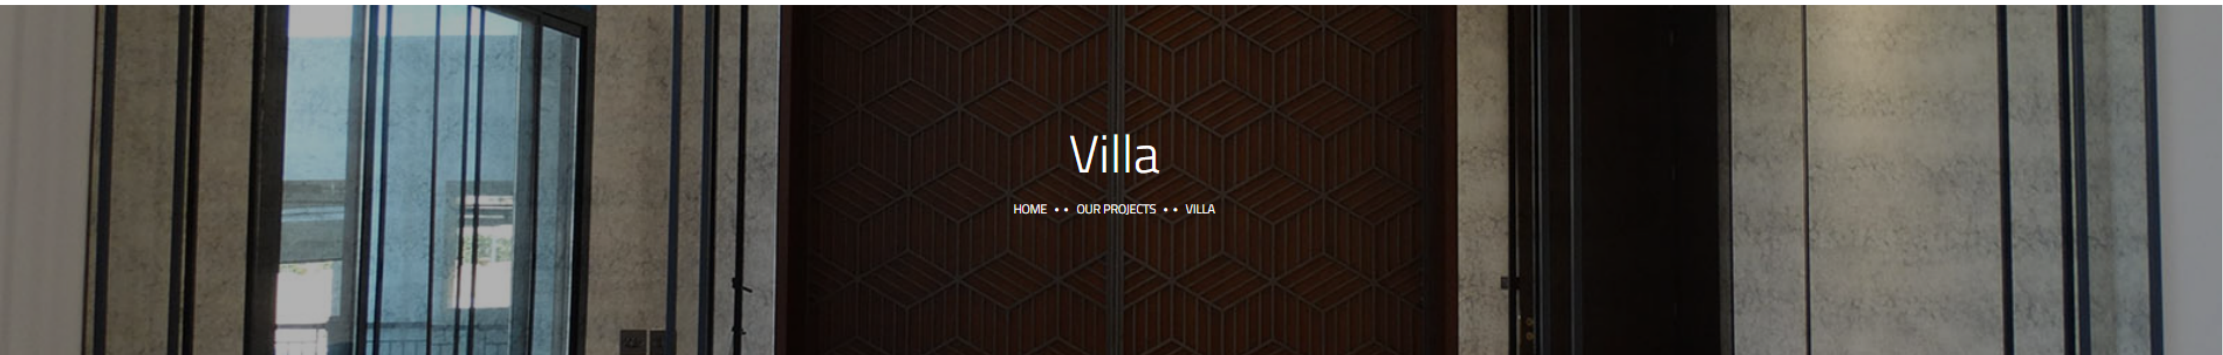 Villa
HOME •• OUR PROJECTS •• VILLA